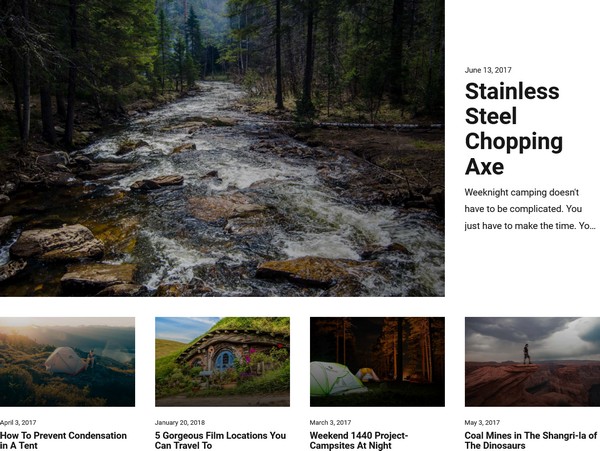 June 13, 2017
Stainless
Steel
Chopping
Axe
Weeknight camping doesn't
have to be complicated. You
just have to make the time. Yo...
April 3, 2017
How To Prevent Condensation
in A Tent
January 20, 2018
5 Gorgeous Film Locations You
Can Travel To
March 3, 2017
Weekend 1440 Project-
Campsites At Night
May 3, 2017
Coal Mines in The Shangri-la of
The Dinosaurs